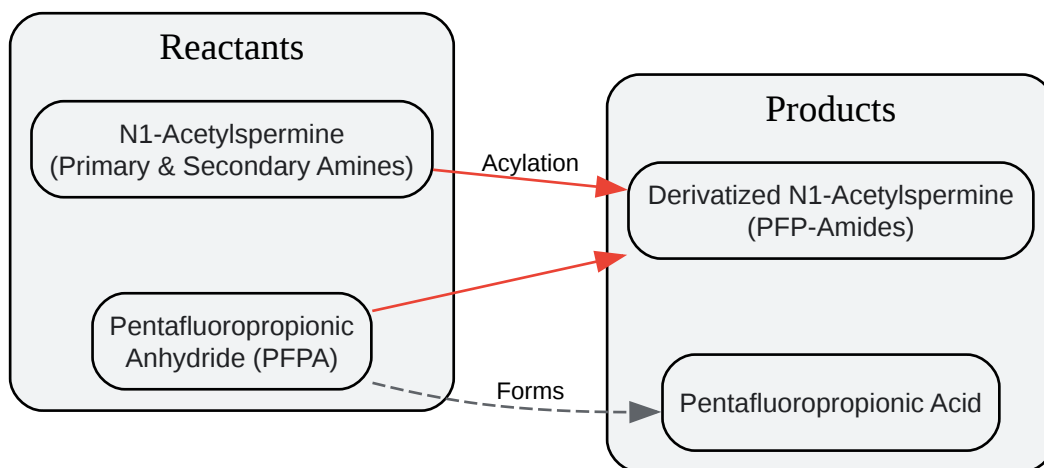 Reactants
N1-Acetylspermine
(Primary & Secondary Amines)
Pentafluoropropionic
Anhydride (PFPA)
Acylation
Forms
Products
Derivatized N1-Acetylspermine
(PFP-Amides)
Pentafluoropropionic Acid